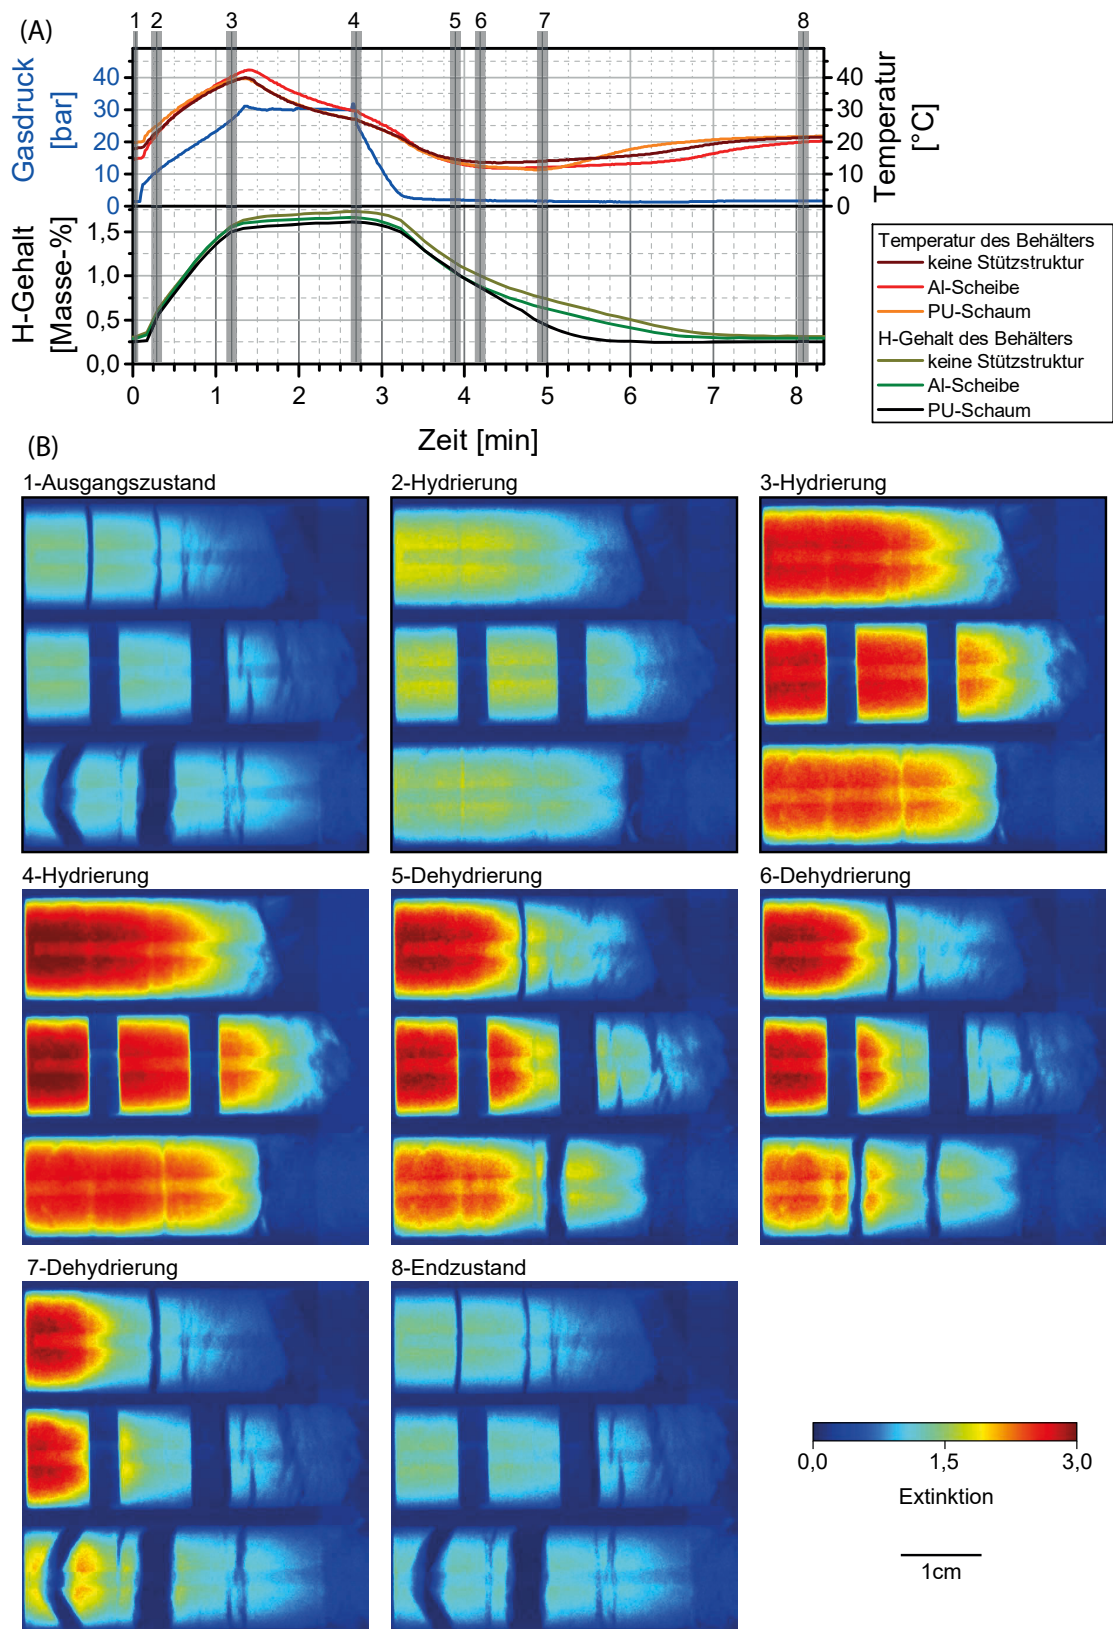 (A)
1 2 3 4 5 6 7 8
Gasdruck
[bar]
40
30
20
10
0
Temperatur
[°C]
40
30
20
10
0
H-Gehalt
[Masse-%]
1,5
1,0
0,5
0,0
0 1 2 3 4 5 6 7 8
Zeit [min]
Temperatur des Behälters
keine Stützstruktur
Al-Scheibe
PU-Schaum
H-Gehalt des Behälters
keine Stützstruktur
Al-Scheibe
PU-Schaum
(B)
1-Ausgangszustand
2-Hydrierung
3-Hydrierung
4-Hydrierung
5-Dehydrierung
6-Dehydrierung
7-Dehydrierung
8-Endzustand
0,0 1,5 3,0
Extinktion
1cm